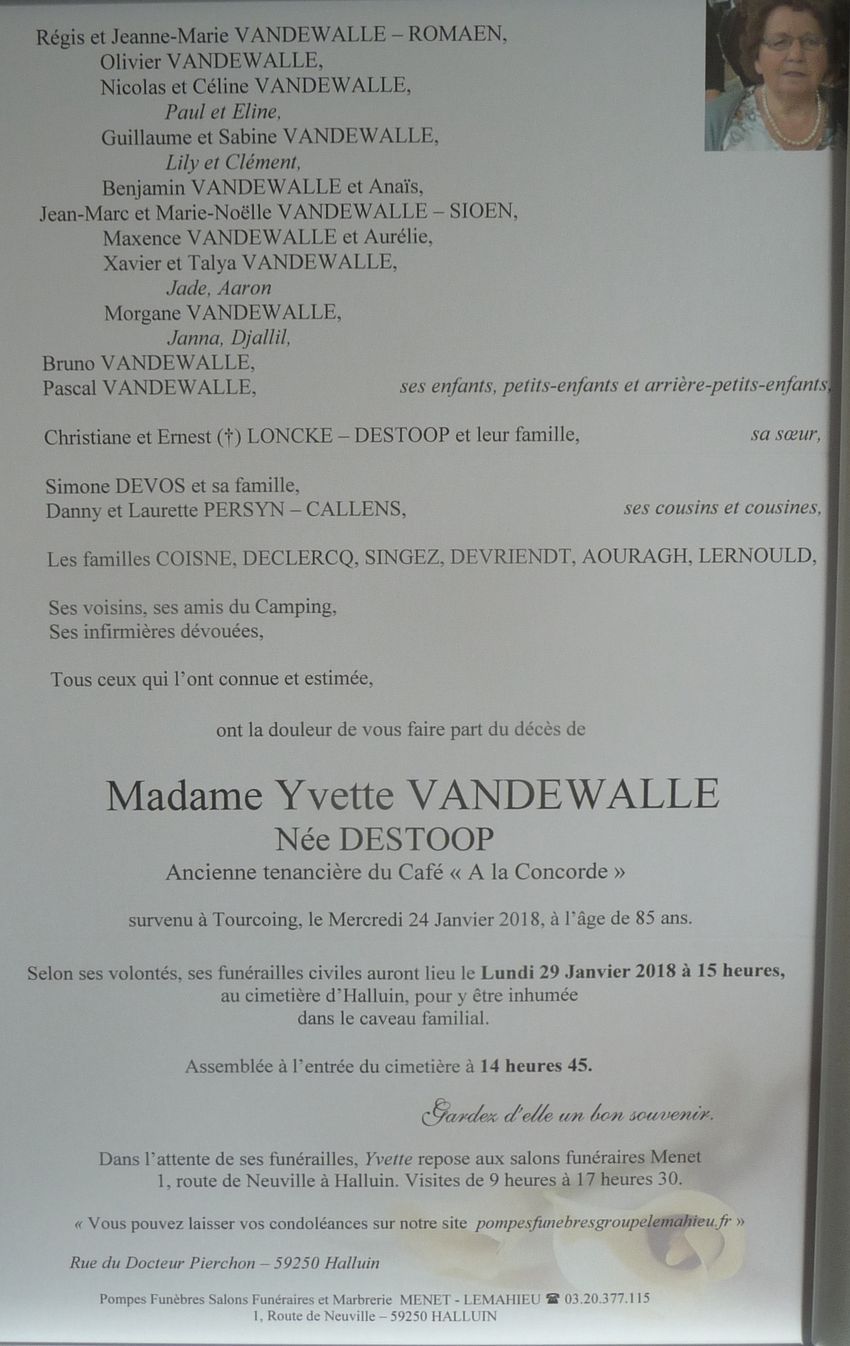 Régis et Jeanne-Marie VANDEWALLE – ROMAEN,
Olivier VANDEWALLE,
Nicolas et Céline VANDEWALLE,
Paul et Eline,
Guillaume et Sabine VANDEWALLE,
Lily et Clément,
Benjamin VANDEWALLE et Anaïs,
Jean-Marc et Marie-Noëlle VANDEWALLE – SIOEN,
Maxence VANDEWALLE et Aurélie,
Xavier et Talya VANDEWALLE,
Jade, Aaron
Morgane VANDEWALLE,
Janna, Djallil,
Bruno VANDEWALLE,
Pascal VANDEWALLE, ses enfants, petits-enfants et arrière-petits-enfants,
Christiane et Ernest (†) LONCKE – DESTOOP et leur famille, sa sœur,
Simone DEVOS et sa famille,
Danny et Laurette PERSYN – CALLENS, ses cousins et cousines,
Les familles COISNE, DECLERCQ, SINGEZ, DEVRIENDT, AOURAGH, LERNOULD,
Ses voisins, ses amis du Camping,
Ses infirmières dévouées,
Tous ceux qui l'ont connue et estimée,
ont la douleur de vous faire part du décès de
Madame Yvette VANDEWALLE
Née DESTOOP
Ancienne tenancière du Café « A la Concorde »
survenu à Tourcoing, le Mercredi 24 Janvier 2018, à l'âge de 85 ans.
Selon ses volontés, ses funérailles civiles auront lieu le Lundi 29 Janvier 2018 à 15 heures,
au cimetière d'Halluin, pour y être inhumée
dans le caveau familial.
Assemblée à l'entrée du cimetière à 14 heures 45.
Gardez d'elle un bon souvenir.
Dans l'attente de ses funérailles, Yvette repose aux salons funéraires Menet
1, route de Neuville à Halluin. Visites de 9 heures à 17 heures 30.
« Vous pouvez laisser vos condoléances sur notre site pompesfunebresgroupelemahieu.fr »
Rue du Docteur Pierchon – 59250 Halluin
Pompes Funèbres Salons Funéraires et Marbrerie MENET - LEMAHIEU ☎ 03.20.377.115
1, Route de Neuville – 59250 HALLUIN